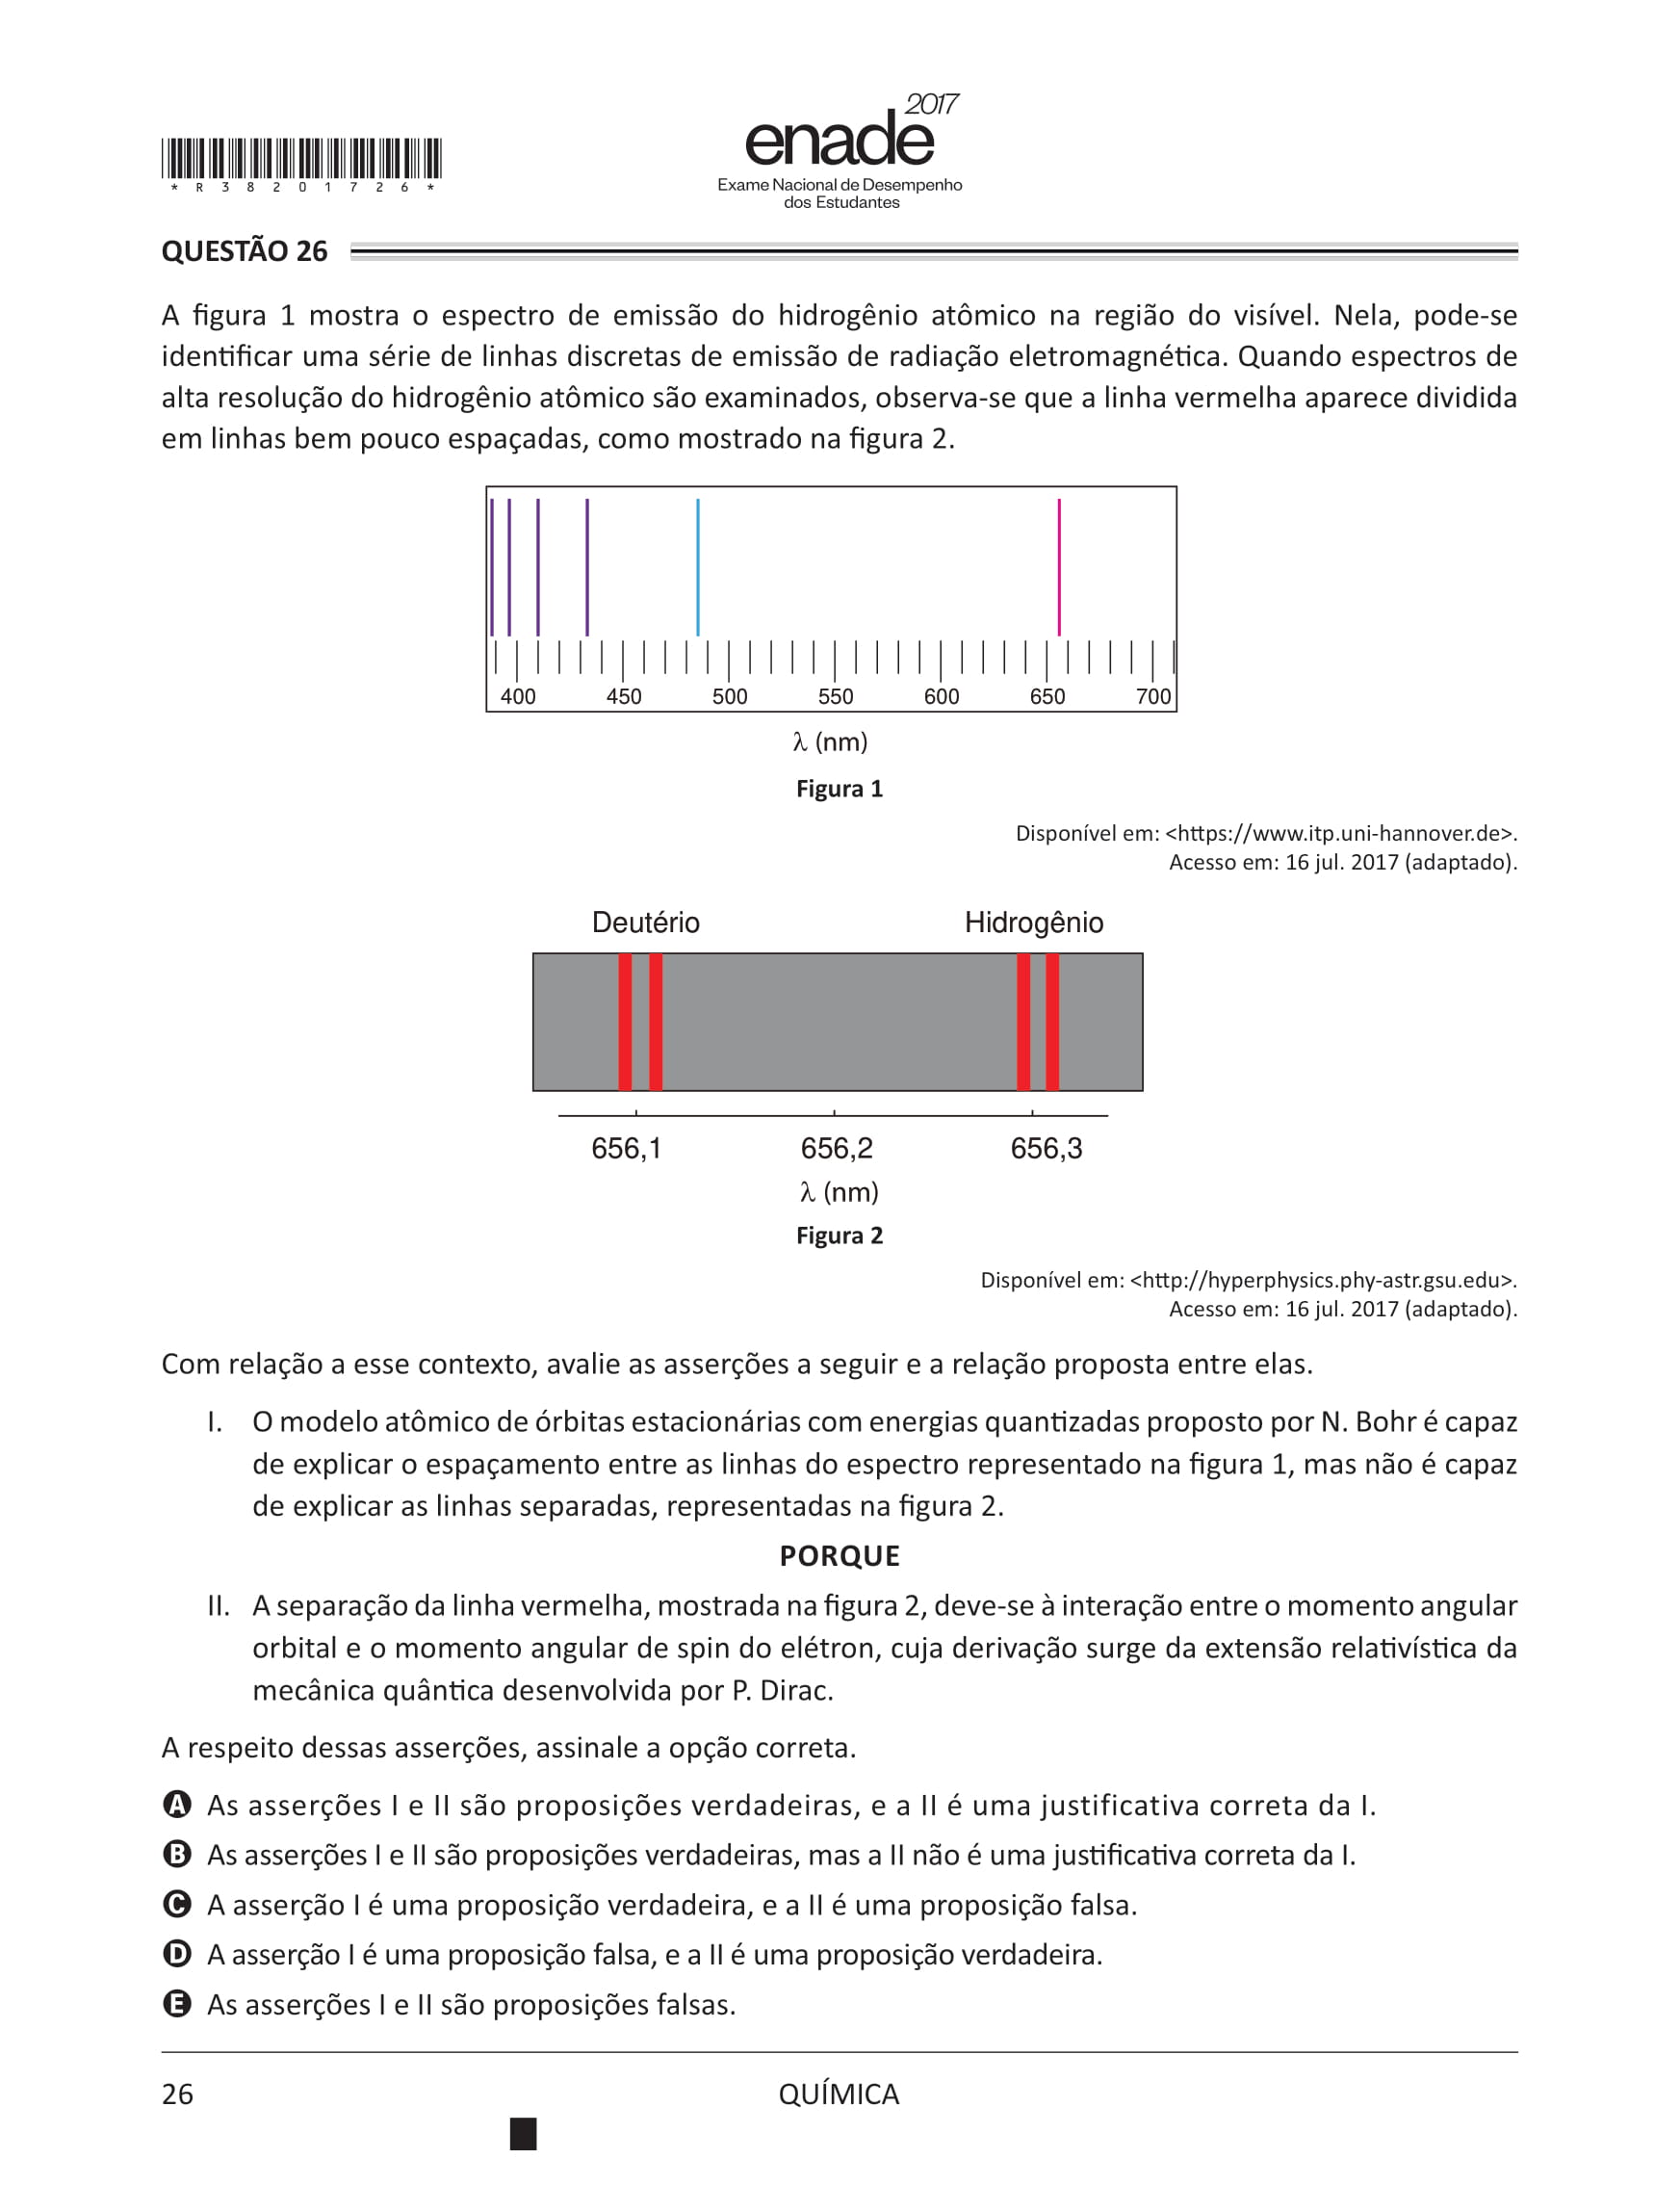 2017
enade
Exame Nacional de Desempenho
dos Estudantes
* R 3 8 2 0 1 7 2 6 *
QUESTÃO 26
A figura 1 mostra o espectro de emissão do hidrogênio atômico na região do visível. Nela, pode-se
identificar uma série de linhas discretas de emissão de radiação eletromagnética. Quando espectros de
alta resolução do hidrogênio atômico são examinados, observa-se que a linha vermelha aparece dividida
em linhas bem pouco espaçadas, como mostrado na figura 2.
400 450 500 550 600 650 700
λ (nm)
Figura 1
Disponível em: <https://www.itp.uni-hannover.de>.
Acesso em: 16 jul. 2017 (adaptado).
Deutério Hidrogênio
656,1 656,2 656,3
λ (nm)
Figura 2
Disponível em: <http://hyperphysics.phy-astr.gsu.edu>.
Acesso em: 16 jul. 2017 (adaptado).
Com relação a esse contexto, avalie as asserções a seguir e a relação proposta entre elas.
I. O modelo atômico de órbitas estacionárias com energias quantizadas proposto por N. Bohr é capaz
de explicar o espaçamento entre as linhas do espectro representado na figura 1, mas não é capaz
de explicar as linhas separadas, representadas na figura 2.
PORQUE
II. A separação da linha vermelha, mostrada na figura 2, deve-se à interação entre o momento angular
orbital e o momento angular de spin do elétron, cuja derivação surge da extensão relativística da
mecânica quântica desenvolvida por P. Dirac.
A respeito dessas asserções, assinale a opção correta.
A As asserções I e II são proposições verdadeiras, e a II é uma justificativa correta da I.
B As asserções I e II são proposições verdadeiras, mas a II não é uma justificativa correta da I.
C A asserção I é uma proposição verdadeira, e a II é uma proposição falsa.
D A asserção I é uma proposição falsa, e a II é uma proposição verdadeira.
E As asserções I e II são proposições falsas.
26
QUÍMICA